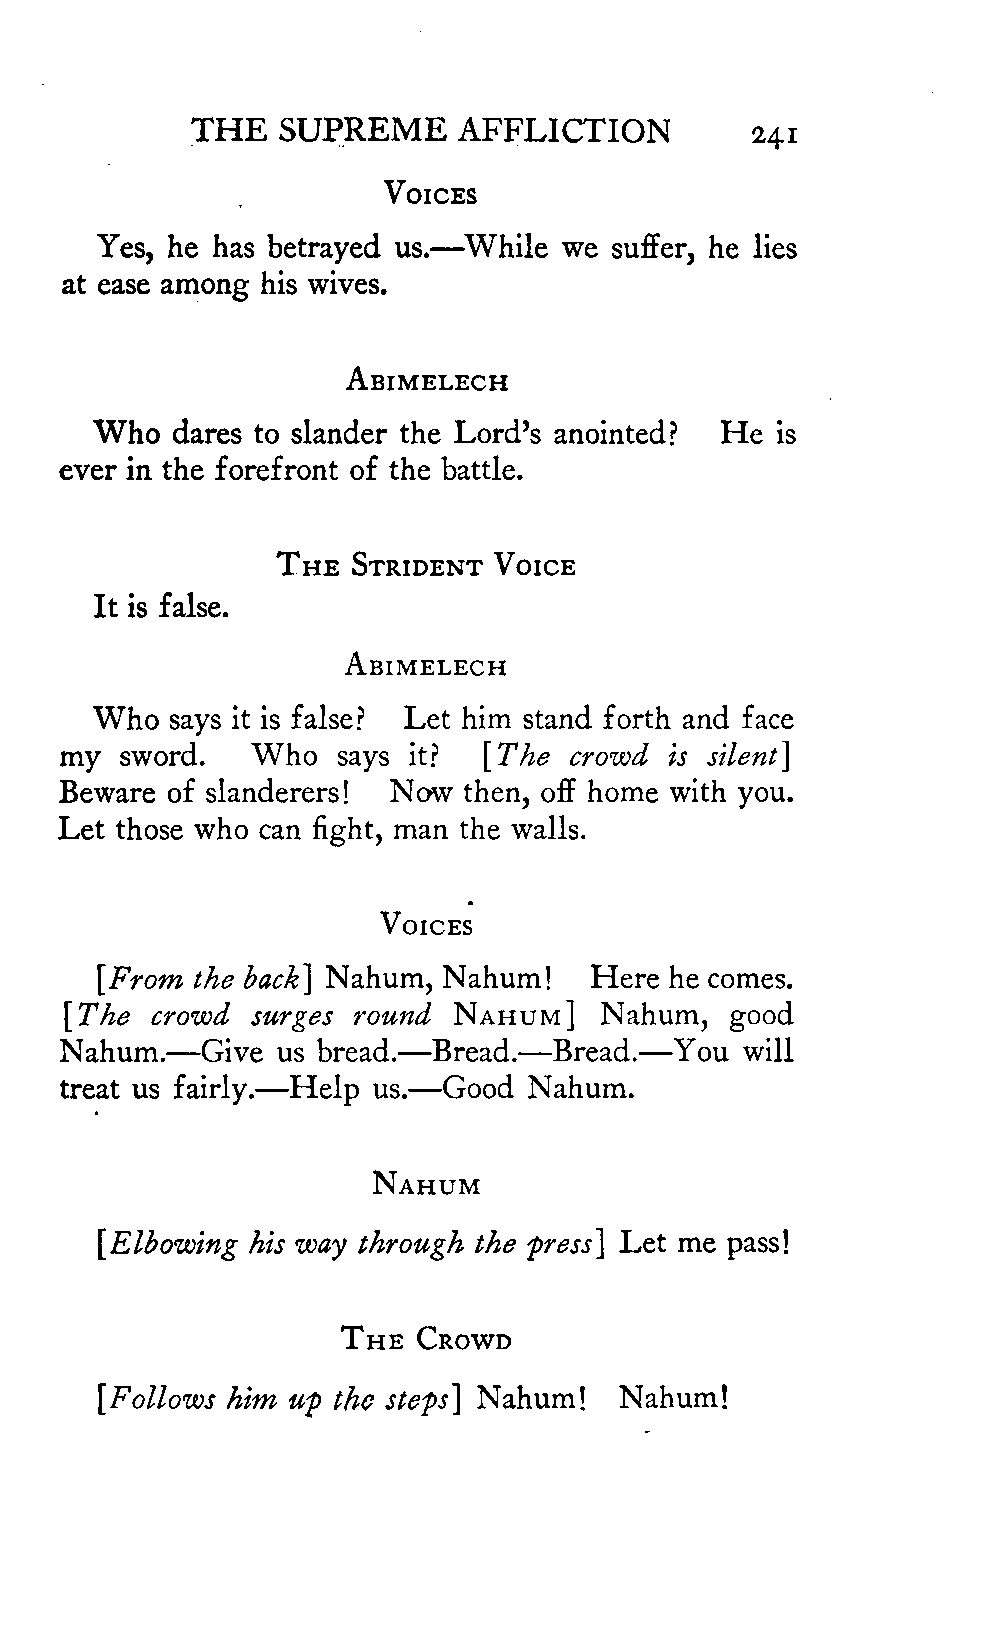 THE SUPREME AFFLICTION 241
VOICES
Yes, he has betrayed us.—While we suffer, he lies
at ease among his wives.
ABIMELECH
Who dares to slander the Lord's anointed? He is
ever in the forefront of the battle.
THE STRIDENT VOICE
It is false.
ABIMELECH
Who says it is false? Let him stand forth and face
my sword. Who says it? [The crowd is silent]
Beware of slanderers! Now then, off home with you.
Let those who can fight, man the walls.
VOICES
[From the back] Nahum, Nahum! Here he comes.
[The crowd surges round NAHUM] Nahum, good
Nahum.—Give us bread.—Bread.—Bread.—You will
treat us fairly.—Help us.—Good Nahum.
NAHUM
[Elbowing his way through the press] Let me pass!
THE CROWD
[Follows him up the steps] Nahum! Nahum!